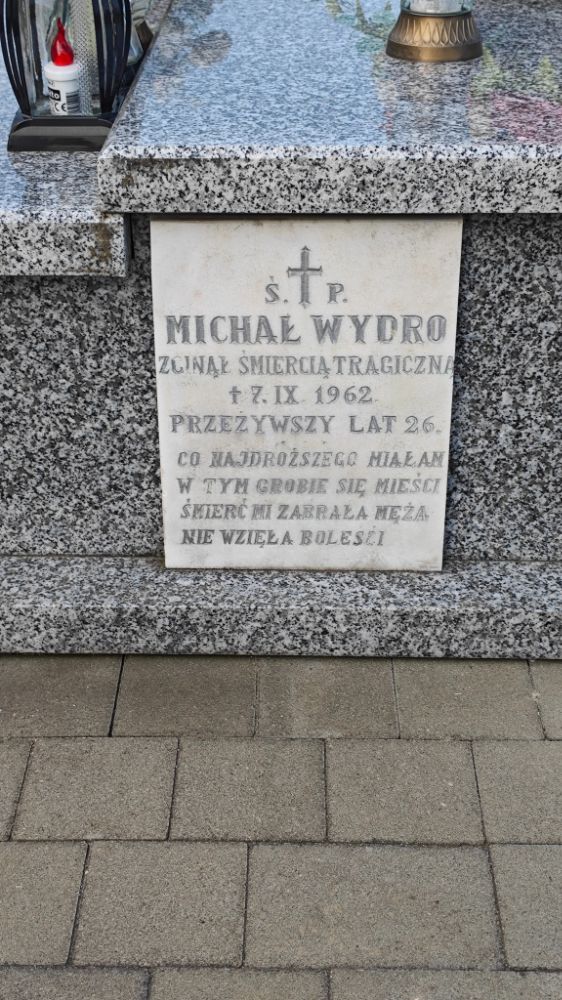 Ś. P.
MICHAŁ WYDRO
ZGINĄŁ ŚMIERCIĄ TRAGICZNĄ
† 7. IX. 1962.
PRZEŻYWSZY LAT 26.
CO NAJDROŻSZEGO MIAŁAM
W TYM GROBIE SIĘ MIEŚCI
ŚMIERĆ MI ZABRAŁA MĘŻA
NIE WZIĘŁA BOLEŚCI